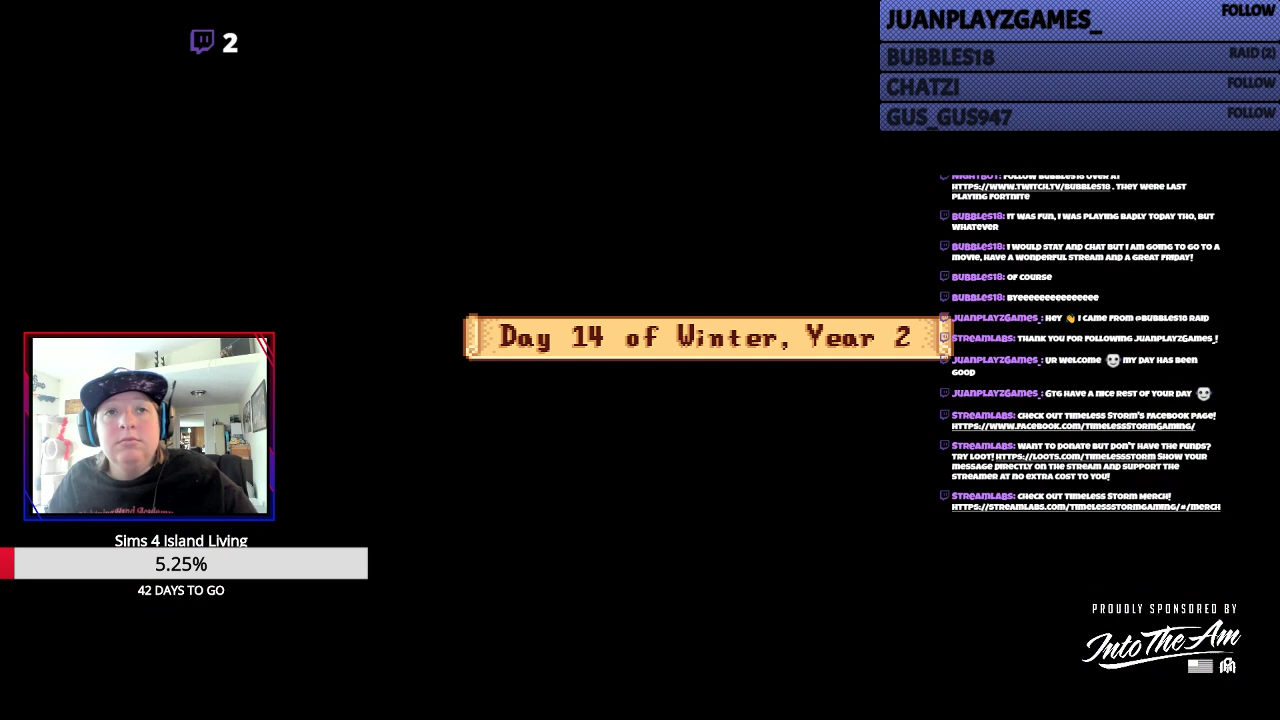 2
JUANPLAYZGAMES_ FOLLOW
BUBBLES18 RAID (2)
CHATZI FOLLOW
GUS_GUS947 FOLLOW
NIGHTBOT: FOLLOW BUBBLES18 OVER AT
HTTPS://WWW.TWITCH.TV/BUBBLES18 . THEY WERE LAST
PLAYING FORTNITE
BUBBLES18: IT WAS FUN, I WAS PLAYING BADLY TODAY THO, BUT
WHATEVER
BUBBLES18: I WOULD STAY AND CHAT BUT I AM GOING TO GO TO A
MOVIE, HAVE A WONDERFUL STREAM AND A GREAT FRIDAY!
BUBBLES18: OF COURSE
BUBBLES18: BYEEEEEEEEEEEEEEE
JUANPLAYZGAMES_: HEY 👋 I CAME FROM @BUBBLES18 RAID
STREAMLABS: THANK YOU FOR FOLLOWING JUANPLAYZGAMES_!
JUANPLAYZGAMES_: UR WELCOME MY DAY HAS BEEN
GOOD
JUANPLAYZGAMES_: GTG HAVE A NICE REST OF YOUR DAY
STREAMLABS: CHECK OUT TIMELESS STORM'S FACEBOOK PAGE!
HTTPS://WWW.FACEBOOK.COM/TIMELESSSTORMGAMING/
STREAMLABS: WANT TO DONATE BUT DON'T HAVE THE FUNDS?
TRY LOOT! HTTPS://LOOTS.COM/TIMELESSSTORM SHOW YOUR
MESSAGE DIRECTLY ON THE STREAM AND SUPPORT THE
STREAMER AT NO EXTRA COST TO YOU!
STREAMLABS: CHECK OUT TIMELESS STORM MERCH!
HTTPS://STREAMLABS.COM/TIMELESSSTORMGAMING/#/MERCH
Day 14 of Winter, Year 2
Sims 4 Island Living
5.25%
42 DAYS TO GO
PROUDLY SPONSORED BY
Into The Am